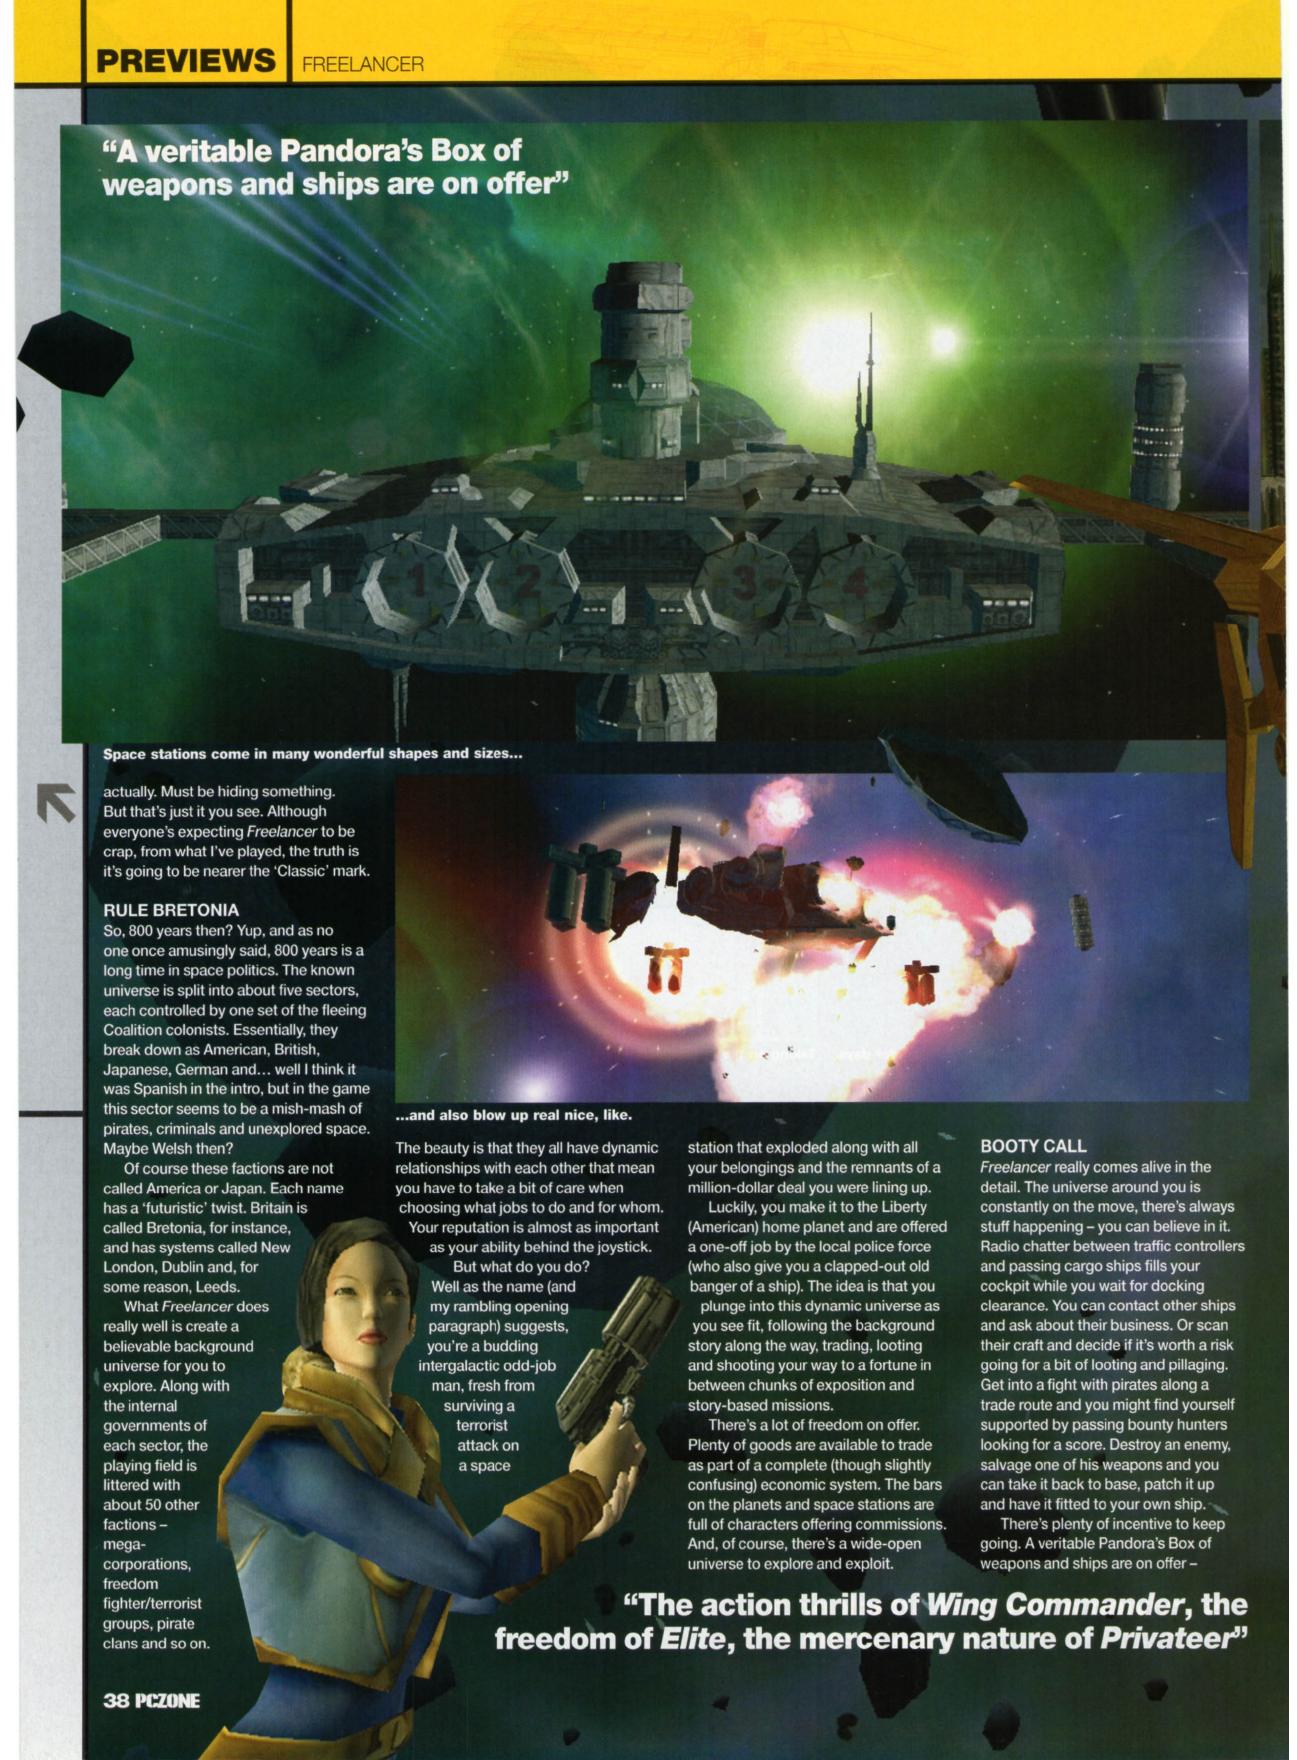 PREVIEWS
FREELANCER
“A veritable Pandora’s Box of
weapons and ships are on offer”
1
2
3
4
Space stations come in many wonderful shapes and sizes...
actually. Must be hiding something.
But that’s just it you see. Although
everyone’s expecting Freelancer to be
crap, from what I’ve played, the truth is
it’s going to be nearer the ‘Classic’ mark.
RULE BRETONIA
So, 800 years then? Yup, and as no
one once amusingly said, 800 years is a
long time in space politics. The known
universe is split into about five sectors,
each controlled by one set of the fleeing
Coalition colonists. Essentially, they
break down as American, British,
Japanese, German and... well I think it
was Spanish in the intro, but in the game
this sector seems to be a mish-mash of
pirates, criminals and unexplored space.
Maybe Welsh then?
Of course these factions are not
called America or Japan. Each name
has a ‘futuristic’ twist. Britain is
called Bretonia, for instance,
and has systems called New
London, Dublin and, for
some reason, Leeds.
What Freelancer does
really well is create a
believable background
universe for you to
explore. Along with
the internal
governments of
each sector, the
playing field is
littered with
about 50 other
factions –
mega-
corporations,
freedom
fighter/terrorist
groups, pirate
clans and so on.
...and also blow up real nice, like.
The beauty is that they all have dynamic
relationships with each other that mean
you have to take a bit of care when
choosing what jobs to do and for whom.
Your reputation is almost as important
as your ability behind the joystick.
But what do you do?
Well as the name (and
my rambling opening
paragraph) suggests,
you’re a budding
intergalactic odd-job
man, fresh from
surviving a
terrorist
attack on
a space
station that exploded along with all
your belongings and the remnants of a
million-dollar deal you were lining up.
Luckily, you make it to the Liberty
(American) home planet and are offered
a one-off job by the local police force
(who also give you a clapped-out old
banger of a ship). The idea is that you
plunge into this dynamic universe as
you see fit, following the background
story along the way, trading, looting
and shooting your way to a fortune in
between chunks of exposition and
story-based missions.
There’s a lot of freedom on offer.
Plenty of goods are available to trade
as part of a complete (though slightly
confusing) economic system. The bars
on the planets and space stations are
full of characters offering commissions.
And, of course, there’s a wide-open
universe to explore and exploit.
BOOTY CALL
Freelancer really comes alive in the
detail. The universe around you is
constantly on the move, there’s always
stuff happening – you can believe in it.
Radio chatter between traffic controllers
and passing cargo ships fills your
cockpit while you wait for docking
clearance. You can contact other ships
and ask about their business. Or scan
their craft and decide if it’s worth a risk
going for a bit of looting and pillaging.
Get into a fight with pirates along a
trade route and you might find yourself
supported by passing bounty hunters
looking for a score. Destroy an enemy,
salvage one of his weapons and you
can take it back to base, patch it up
and have it fitted to your own ship.
There’s plenty of incentive to keep
going. A veritable Pandora’s Box of
weapons and ships are on offer –
“The action thrills of Wing Commander, the
freedom of Elite, the mercenary nature of Privateer”
38 PCZONE